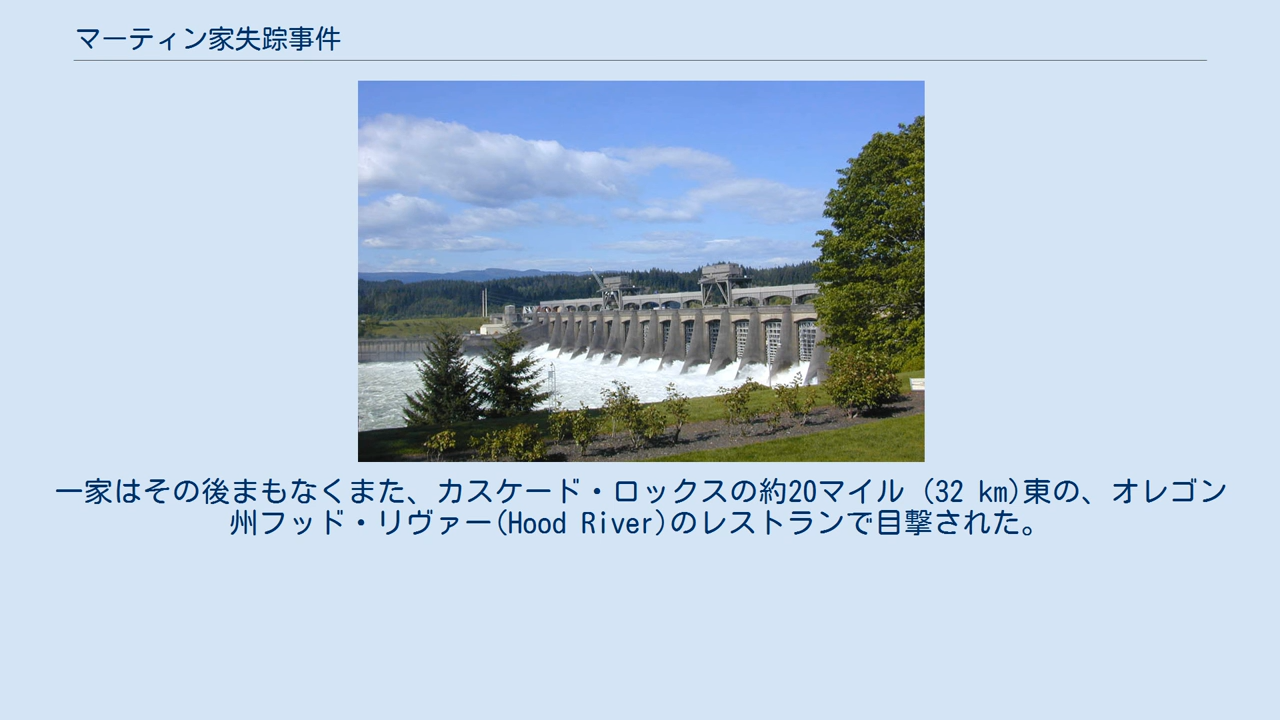 マーティン家失踪事件
一家はその後まもなくまた、カスケード・ロックスの約20マイル (32 km)東の、オレゴン
州フッド・リヴァー(Hood River)のレストランで目撃された。